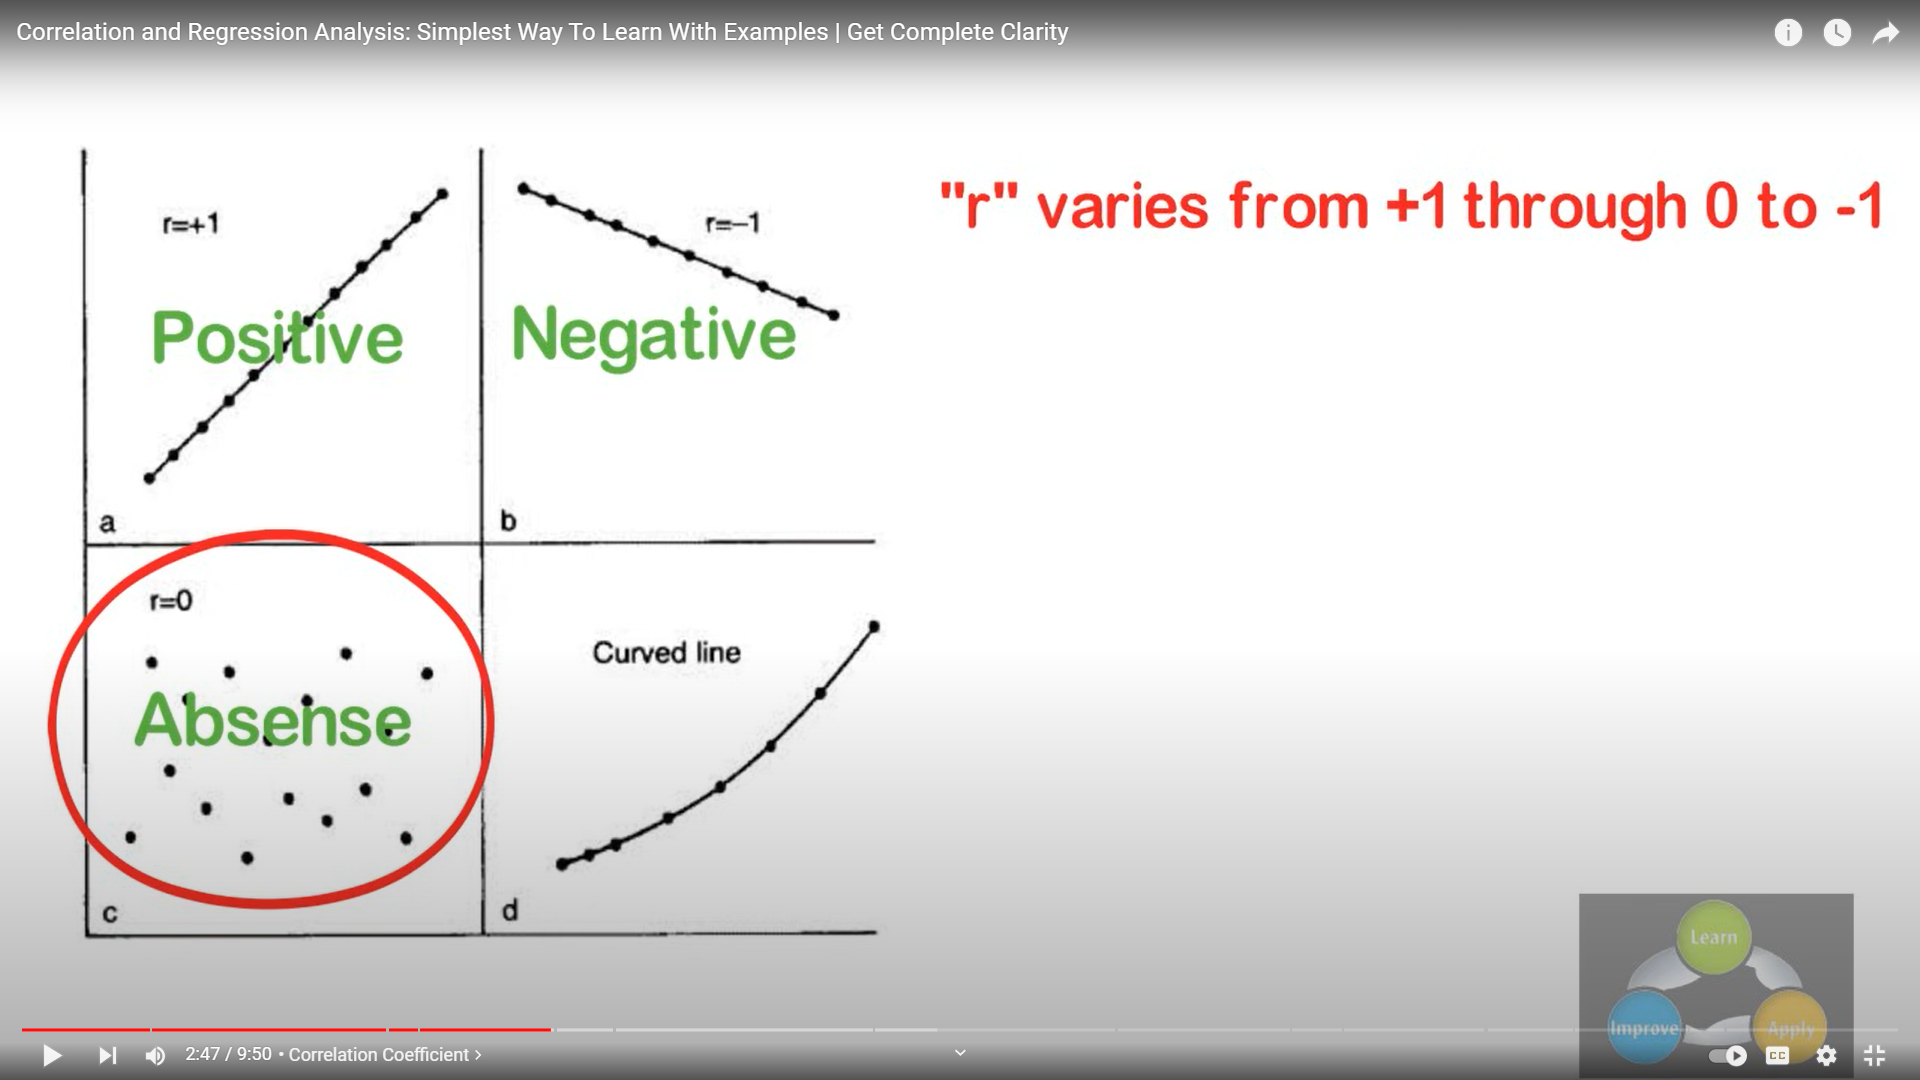 Correlation and Regression Analysis: Simplest Way To Learn With Examples | Get Complete Clarity
"r" varies from +1 through 0 to -1
r=+1
r=−1
Positive
Negative
a
b
r=0
Curved line
Absense
c
d
Learn
Improve
Apply
2:47 / 9:50 • Correlation Coefficient >
CC